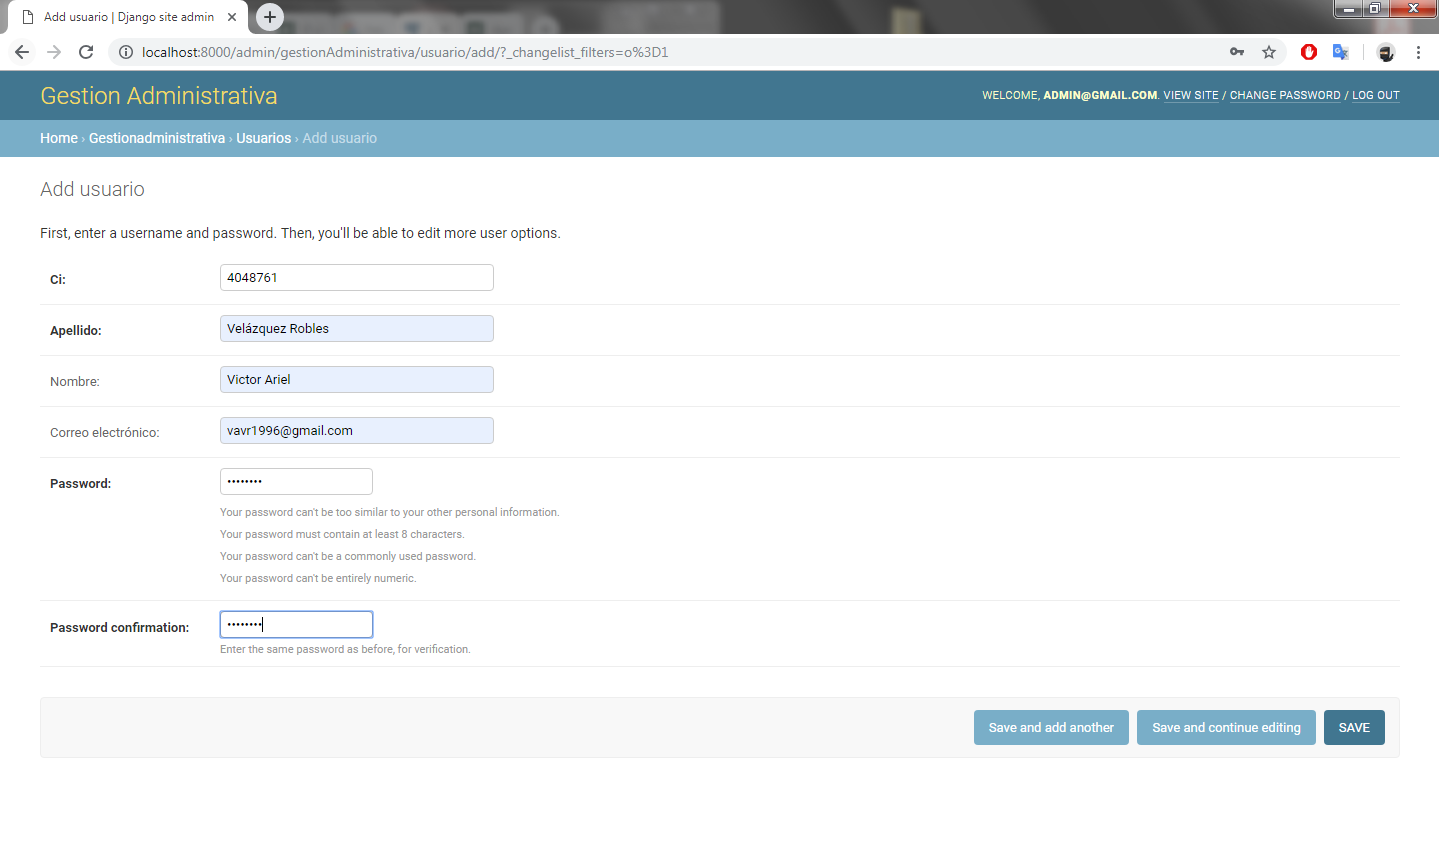 Add usuario | Django site admin
localhost:8000/admin/gestionAdministrativa/usuario/add/?_changelist_filters=o%3D1
Gestion Administrativa
WELCOME, ADMIN@GMAIL.COM. VIEW SITE / CHANGE PASSWORD / LOG OUT
Home › Gestionadministrativa › Usuarios › Add usuario
Add usuario
First, enter a username and password. Then, you'll be able to edit more user options.
Ci: 4048761
Apellido: Velázquez Robles
Nombre: Victor Ariel
Correo electrónico: vavr1996@gmail.com
Password: ••••••••
Your password can't be too similar to your other personal information.
Your password must contain at least 8 characters.
Your password can't be a commonly used password.
Your password can't be entirely numeric.
Password confirmation: ••••••••
Enter the same password as before, for verification.
Save and add another Save and continue editing SAVE